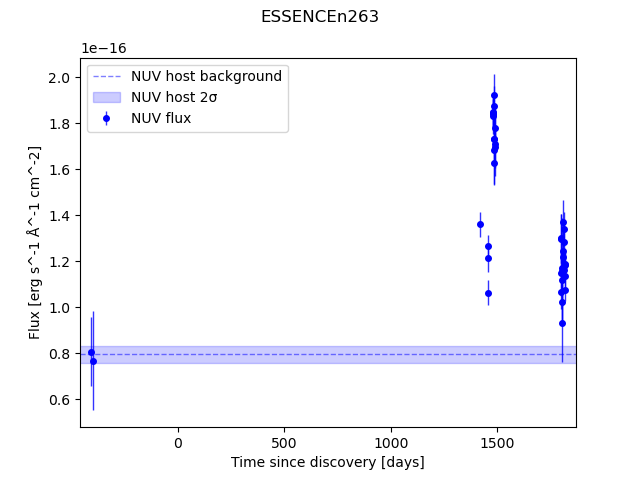 ESSENCEn263
1e−16
NUV host background
NUV host 2σ
NUV flux
2.0
1.8
1.6
1.4
1.2
1.0
0.8
0.6
Flux [erg s^-1 Å^-1 cm^-2]
0
500
1000
1500
Time since discovery [days]